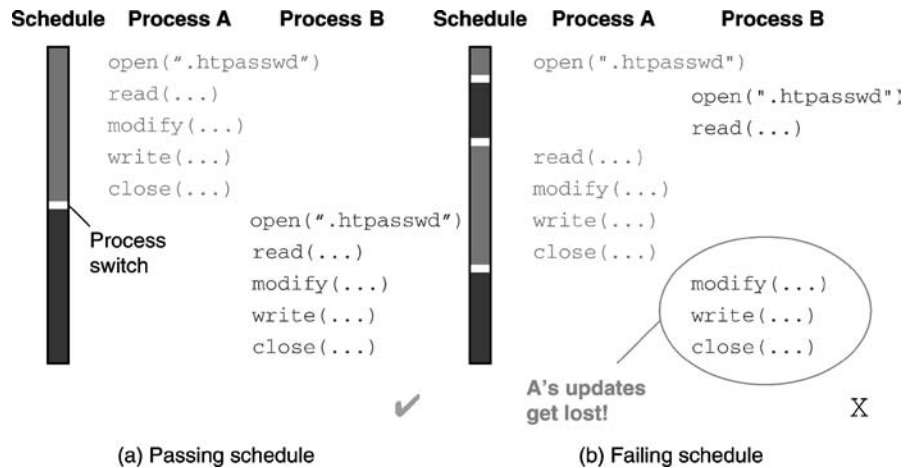 Schedule Process A Process B
open(“.htpasswd”)
read(...)
modify(...)
write(...)
close(...)
Process
switch
open(“.htpasswd”)
read(...)
modify(...)
write(...)
close(...)
✔
(a) Passing schedule
Schedule Process A Process B
open(".htpasswd")
open(".htpasswd")
read(...)
read(...)
modify(...)
write(...)
close(...)
modify(...)
write(...)
close(...)
A's updates
get lost!
X
(b) Failing schedule